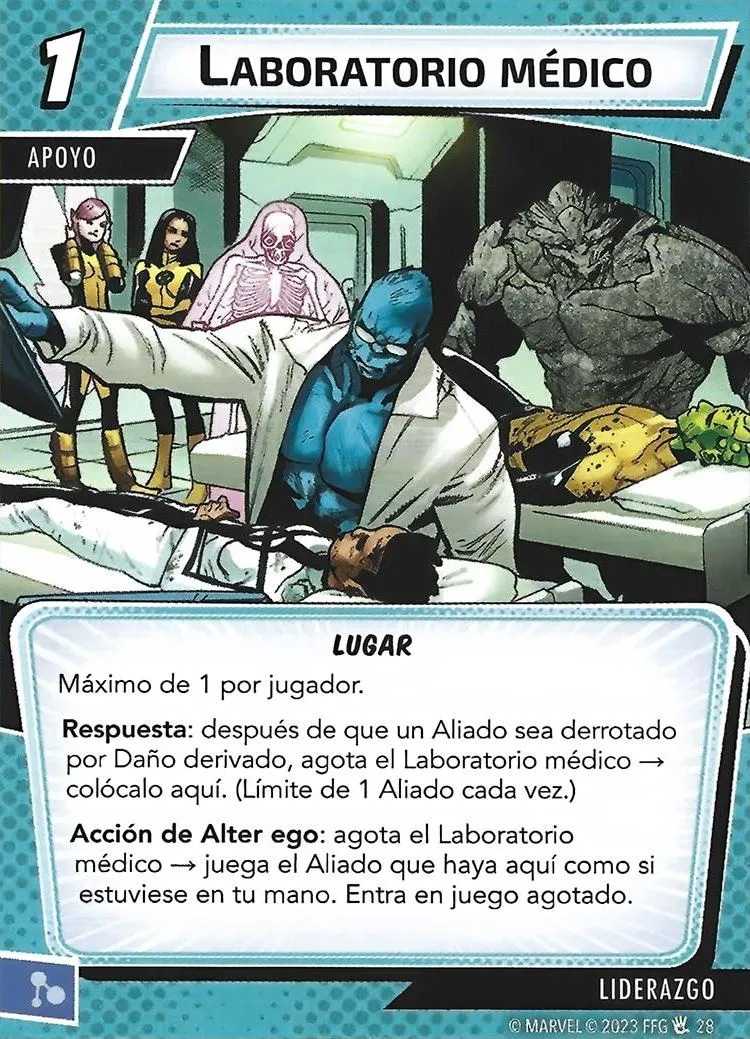 1
LABORATORIO MÉDICO
APOYO
LUGAR
Máximo de 1 por jugador.
Respuesta: después de que un Aliado sea derrotado
por Daño derivado, agota el Laboratorio médico →
colócalo aquí. (Límite de 1 Aliado cada vez.)
Acción de Alter ego: agota el Laboratorio
médico → juega el Aliado que haya aquí como si
estuviese en tu mano. Entra en juego agotado.
LIDERAZGO
© MARVEL © 2023 FFG 28